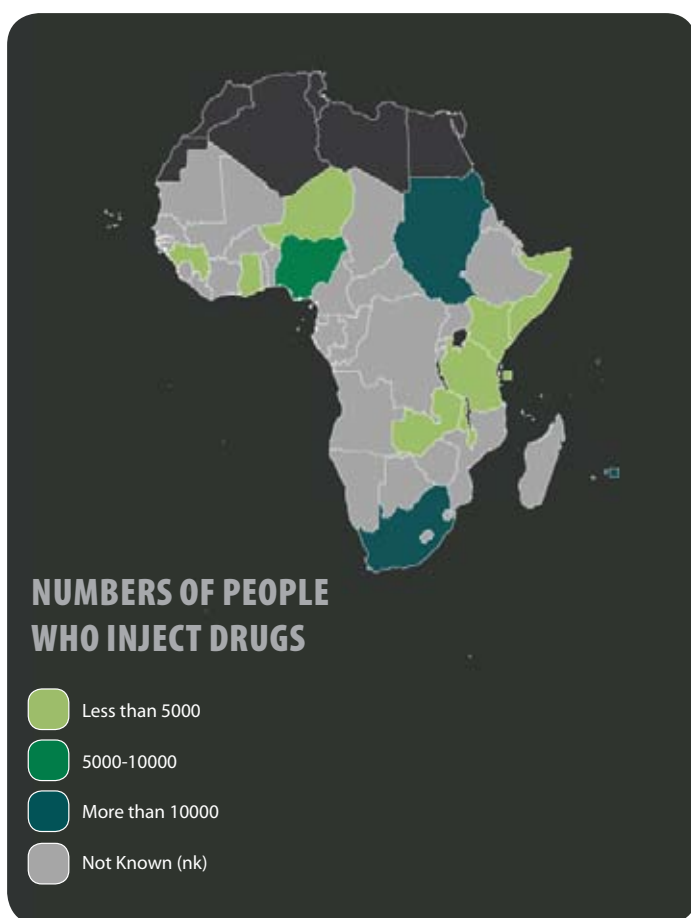 NUMBERS OF PEOPLE
WHO INJECT DRUGS
Less than 5000
5000-10000
More than 10000
Not Known (nk)